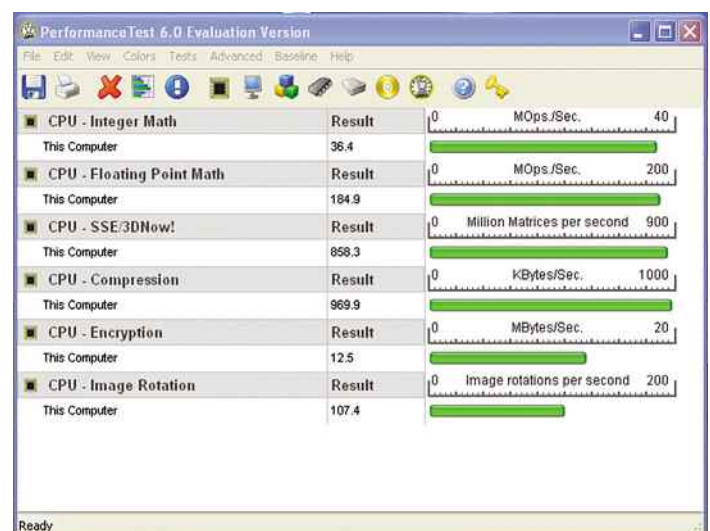 PerformanceTest 6.0 Evaluation Version
File Edit View Colors Tests Advanced Baseline Help
CPU - Integer Math Result 0 MOps./Sec. 40
This Computer 36.4
CPU - Floating Point Math Result 0 MOps./Sec. 200
This Computer 184.9
CPU - SSE/3DNow! Result 0 Million Matrices per second 900
This Computer 858.3
CPU - Compression Result 0 KBytes/Sec. 1000
This Computer 969.9
CPU - Encryption Result 0 MBytes/Sec. 20
This Computer 12.5
CPU - Image Rotation Result 0 Image rotations per second 200
This Computer 107.4
Ready